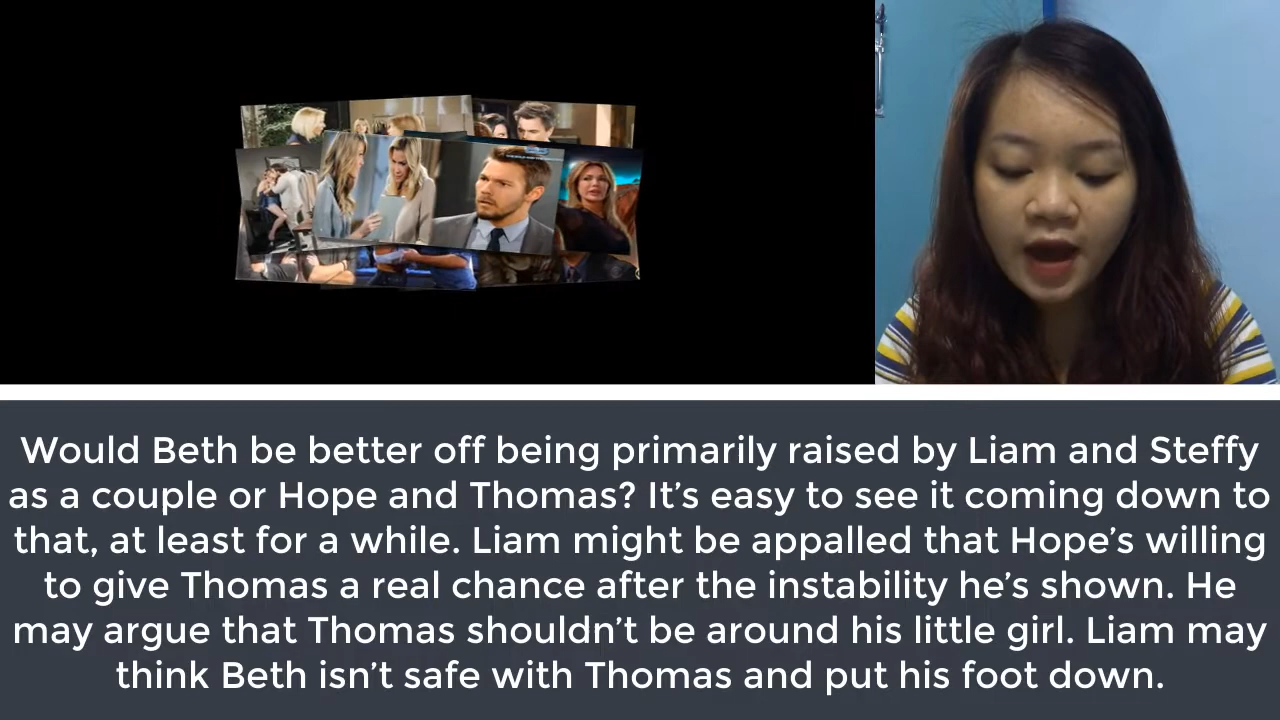 Would Beth be better off being primarily raised by Liam and Steffy
as a couple or Hope and Thomas? It’s easy to see it coming down to
that, at least for a while. Liam might be appalled that Hope’s willing
to give Thomas a real chance after the instability he’s shown. He
may argue that Thomas shouldn’t be around his little girl. Liam may
think Beth isn’t safe with Thomas and put his foot down.